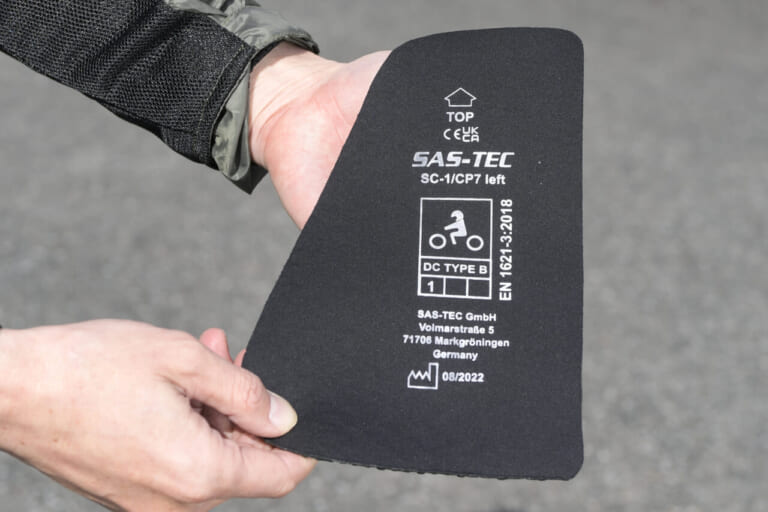 TOP
CE UK CA
SAS-TEC
SC-1/CP7 left
DC TYPE B
1
EN 1621-3:2018
SAS-TEC GmbH
Volmarstraße 5
71706 Markgröningen
Germany
08/2022